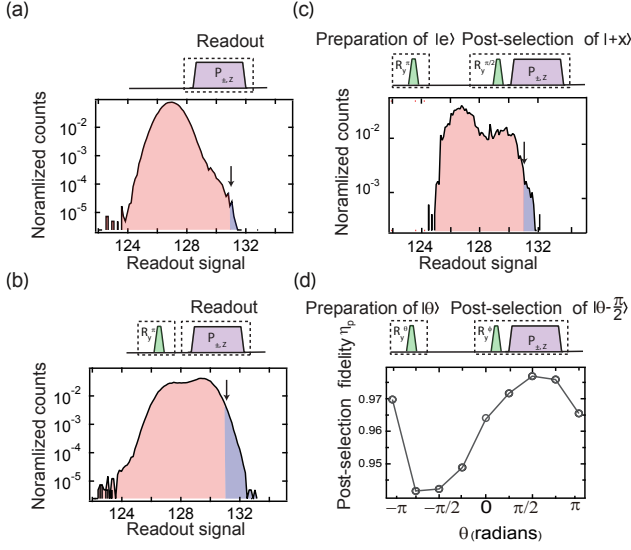 (a)
Readout
P±,z
Noramlized counts
10-2
10-3
10-4
10-5
124 128 132
Readout signal
(b)
Readout
Ryπ
P±,z
Noramlized counts
10-2
10-3
10-4
10-5
124 128 132
Readout signal
(c)
Preparation of |e⟩ Post-selection of |+x⟩
Ryπ Ryπ/2 P±,z
Noramlized counts
10-2
10-3
124 128 132
Readout signal
(d)
Preparation of |θ⟩ Post-selection of |θ-π/2⟩
Ryθ Ryϕ P±,z
Post-selection fidelity ηp
0.97
0.96
0.95
−π −π/2 0 π/2 π
θ(radians)